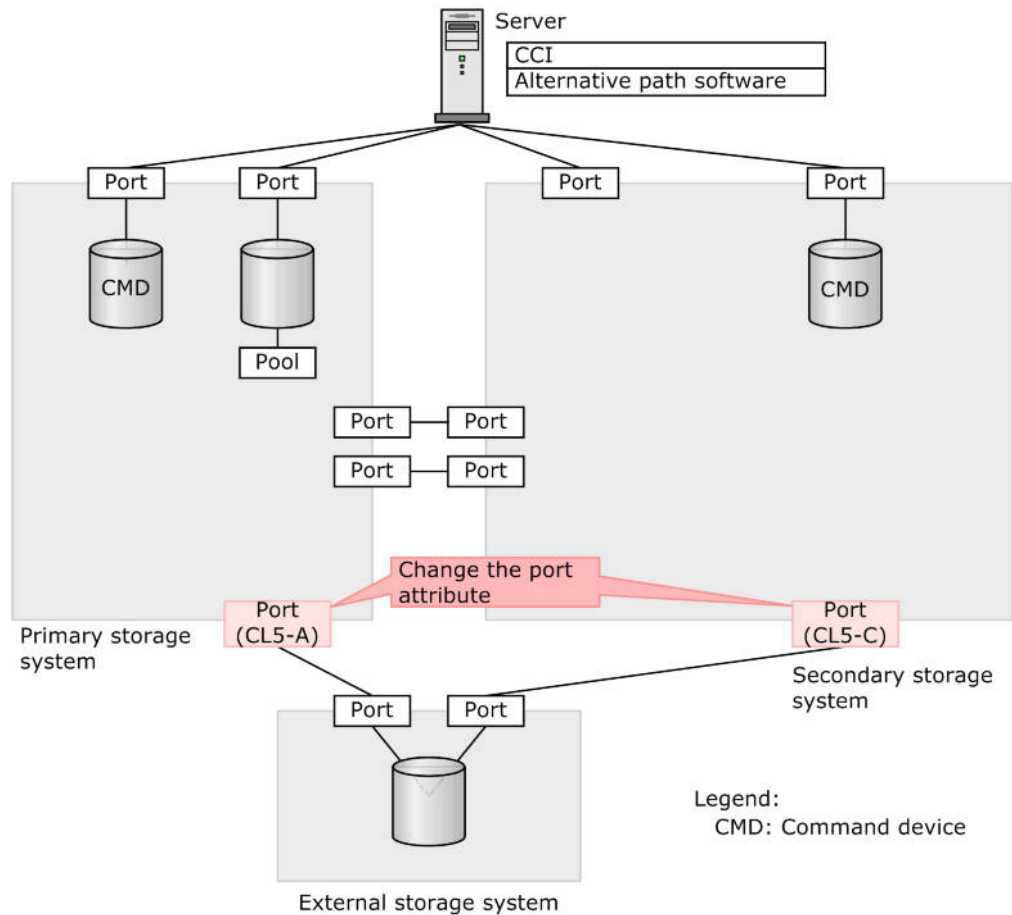 Server
CCI
Alternative path software
Port
Port
Port
Port
CMD
CMD
Pool
Port
Port
Port
Port
Change the port
attribute
Port
(CL5-A)
Port
(CL5-C)
Primary storage
system
Secondary storage
system
Port
Port
Legend:
CMD: Command device
External storage system